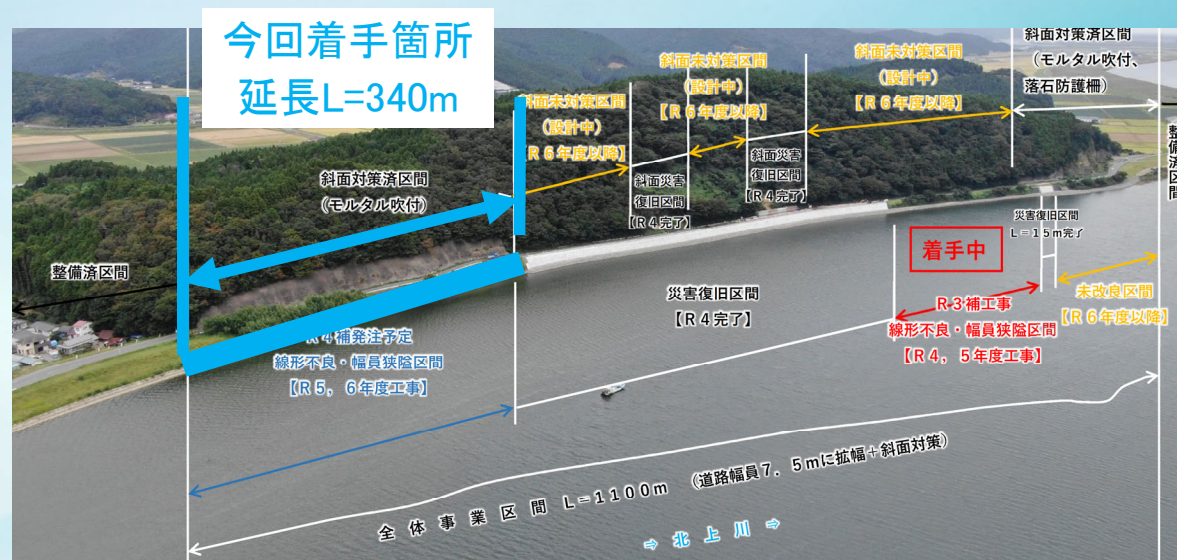 今回着手箇所
延長L=340m
斜面未対策区間
(設計中)
【R6年度以降】
斜面未対策区間
(設計中)
【R6年度以降】
斜面未対策区間
(設計中)
【R6年度以降】
斜面対策済区間
(モルタル吹付、
落石防護柵)
整備済区間
斜面対策済区間
(モルタル吹付)
斜面災害
復旧区間
【R4完了】
斜面災害
復旧区間
【R4完了】
整備済区間
災害復旧区間
L=15m完了
着手中
災害復旧区間
【R4完了】
R3補工事
線形不良・幅員狭隘区間
【R4,5年度工事】
未改良区間
【R6年度以降】
R4補発注予定
線形不良・幅員狭隘区間
【R5,6年度工事】
全体事業区間 L=1100m (道路幅員7.5mに拡幅+斜面対策)
⇒ 北上川 ⇒